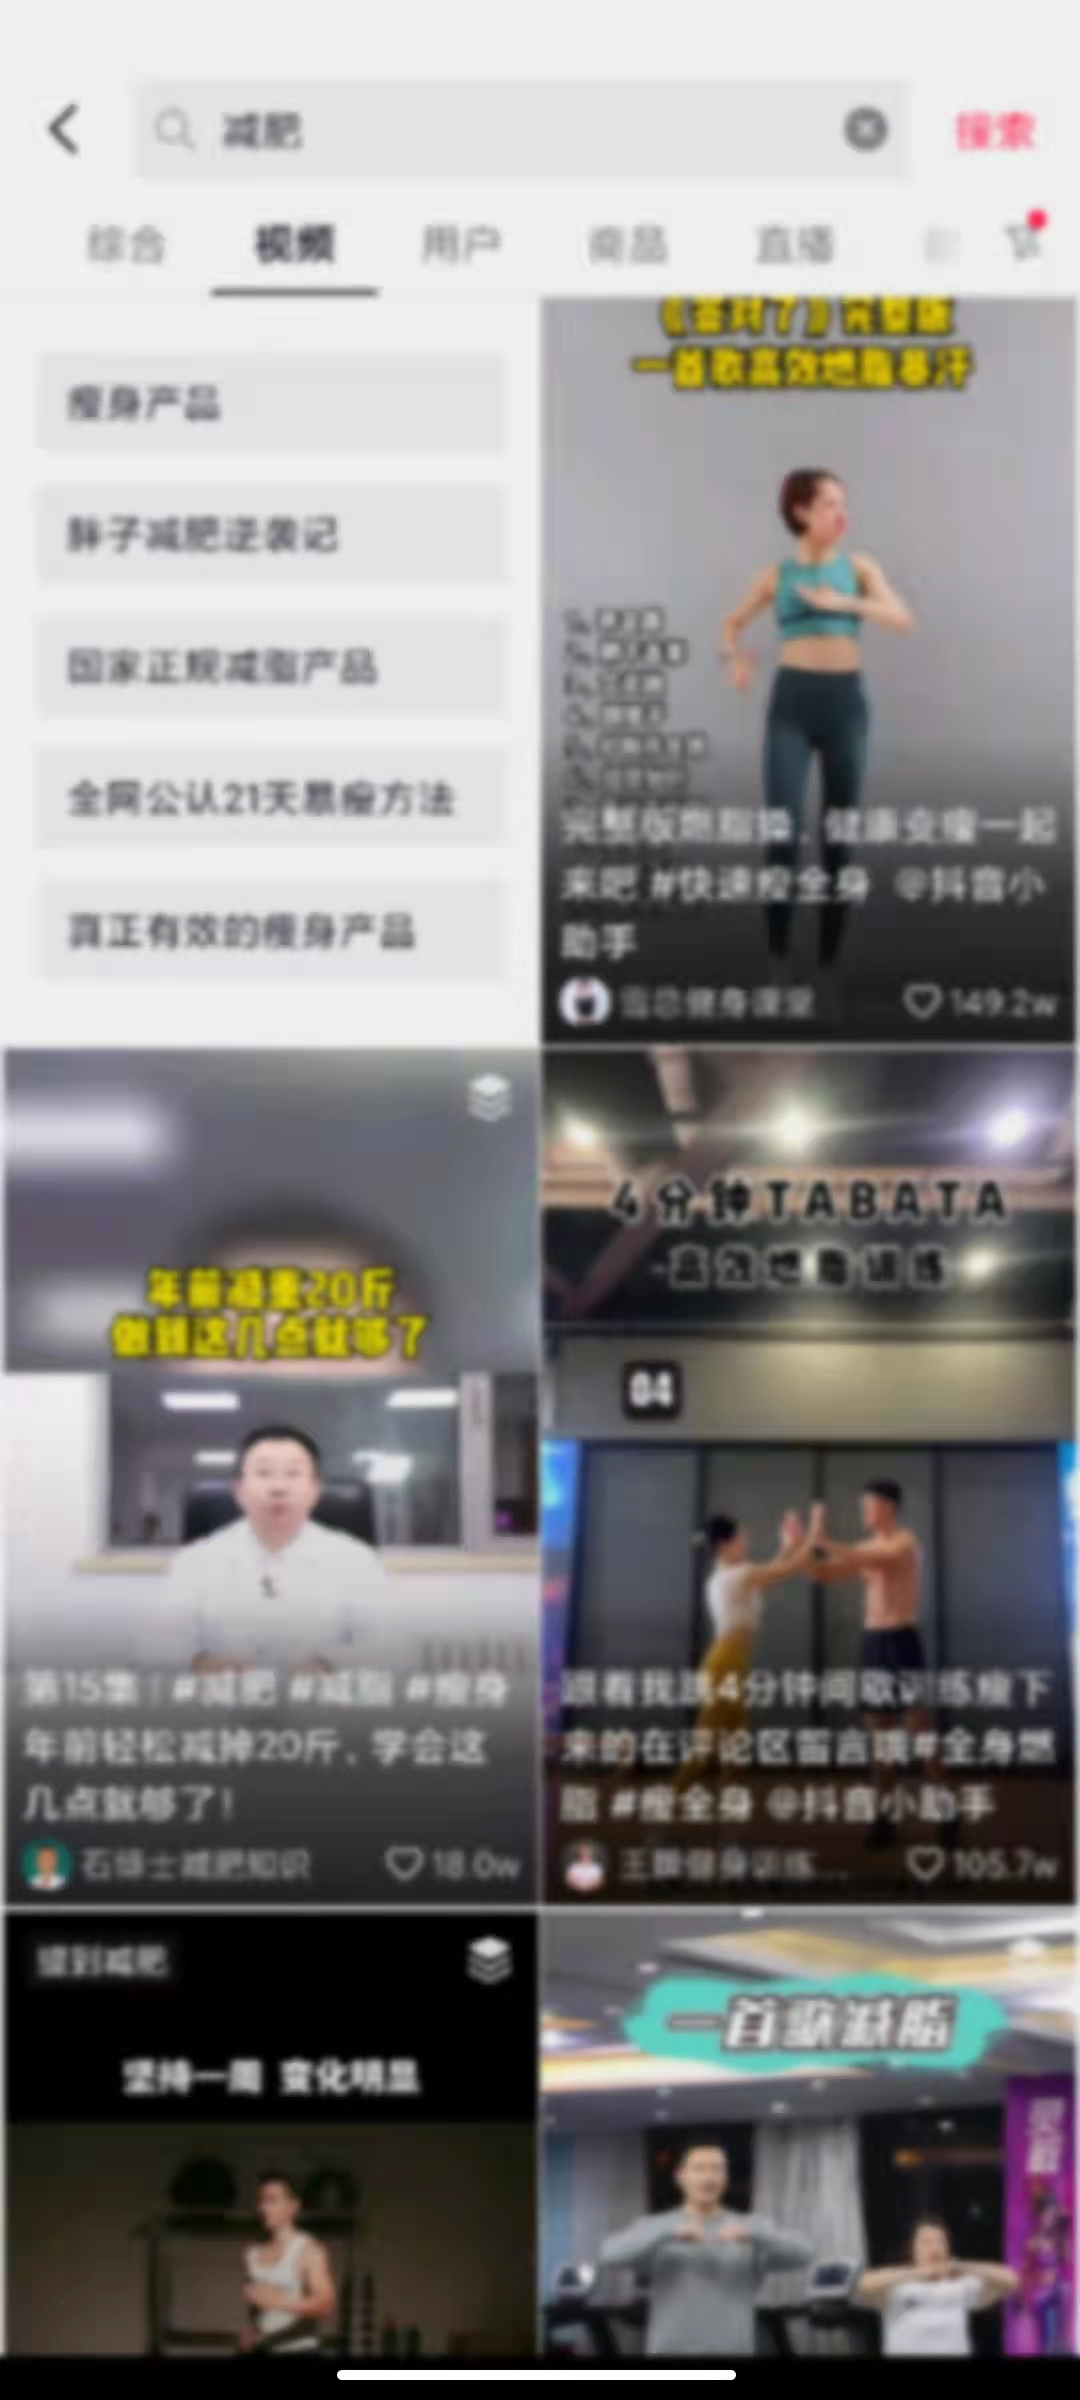 减肥
搜索
综合
视频
用户
商品
直播
瘦身产品
胖子减肥逆袭记
国家正规减脂产品
全网公认21天暴瘦方法
真正有效的瘦身产品
《答对了》完整版
一首歌高效燃脂暴汗
完整版燃脂操，健康变瘦一起
来吧 #快速瘦全身 @抖音小
助手
健身课堂
149.2w
年前减重20斤
做到这几点就够了
第15集！#减肥 #减脂 #瘦身
年前轻松减掉20斤，学会这
几点就够了！
石硕士减肥知识
18.0w
4分钟TABATA
高效燃脂训练
04
跟着我跳4分钟间歇训练瘦下
来的在评论区留言哦#全身燃
脂 #瘦全身 @抖音小助手
健身训练...
105.7w
提到减肥
坚持一周 变化明显
一首歌减脂